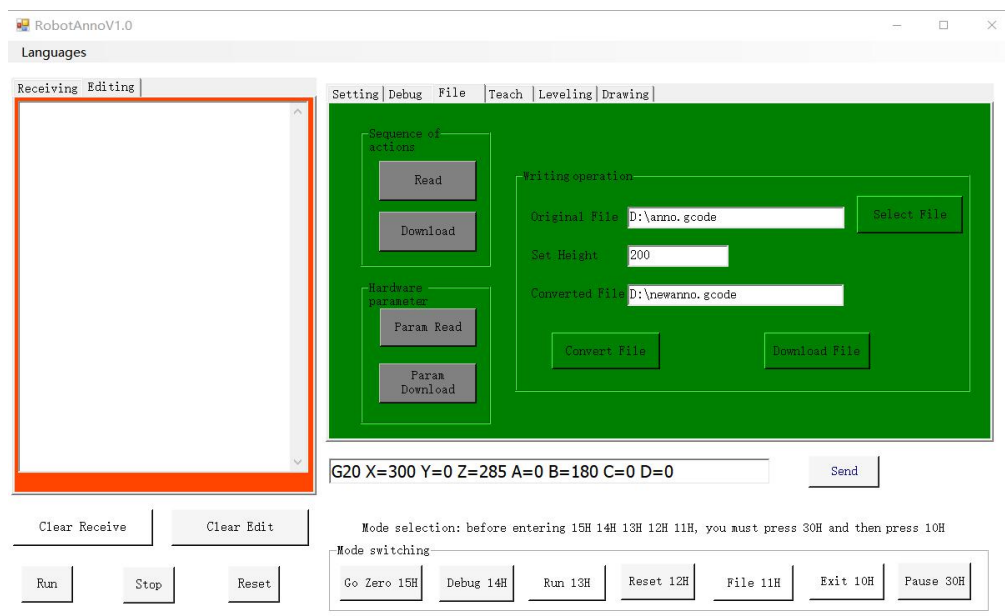 RobotAnnoV1.0
Languages
Receiving Editing
Setting Debug File Teach Leveling Drawing
Sequence of
actions
Read
Download
Hardware
parameter
Param Read
Param
Download
Writing operation
Original File D:\anno.gcode Select File
Set Height 200
Converted File D:\newanno.gcode
Convert File Download File
G20 X=300 Y=0 Z=285 A=0 B=180 C=0 D=0 Send
Clear Receive Clear Edit
Mode selection: before entering 15H 14H 13H 12H 11H, you must press 30H and then press 10H
Mode switching
Run Stop Reset
Go Zero 15H Debug 14H Run 13H Reset 12H File 11H Exit 10H Pause 30H